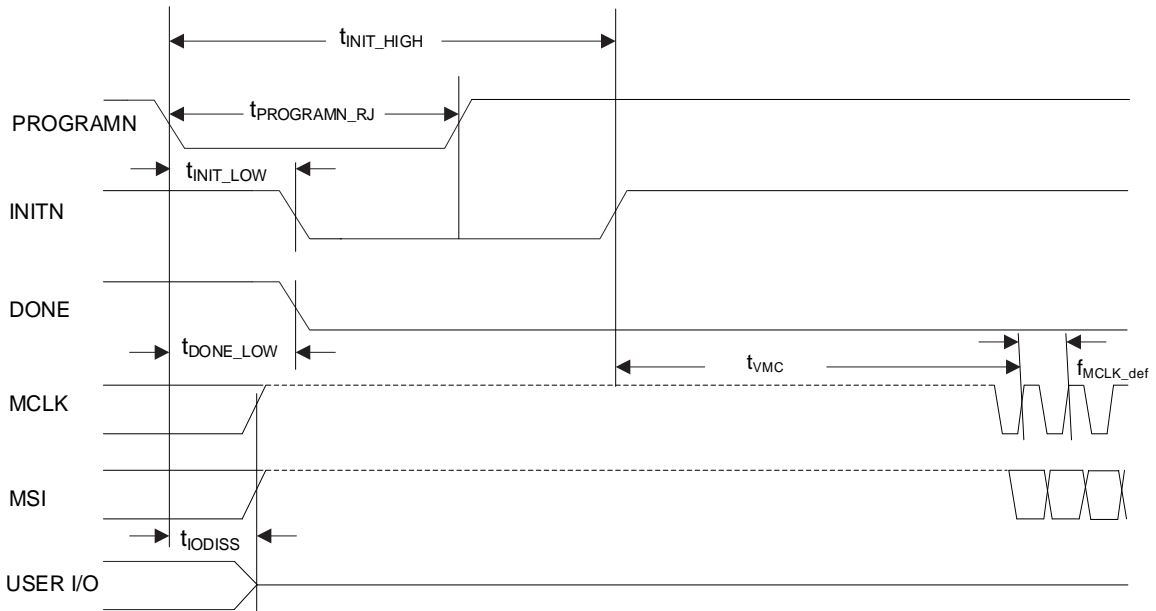 tINIT_HIGH
PROGRAMN
tPROGRAMN_RJ
tINIT_LOW
INITN
DONE
tDONE_LOW
tVMC
fMCLK_def
MCLK
MSI
tIODISS
USER I/O